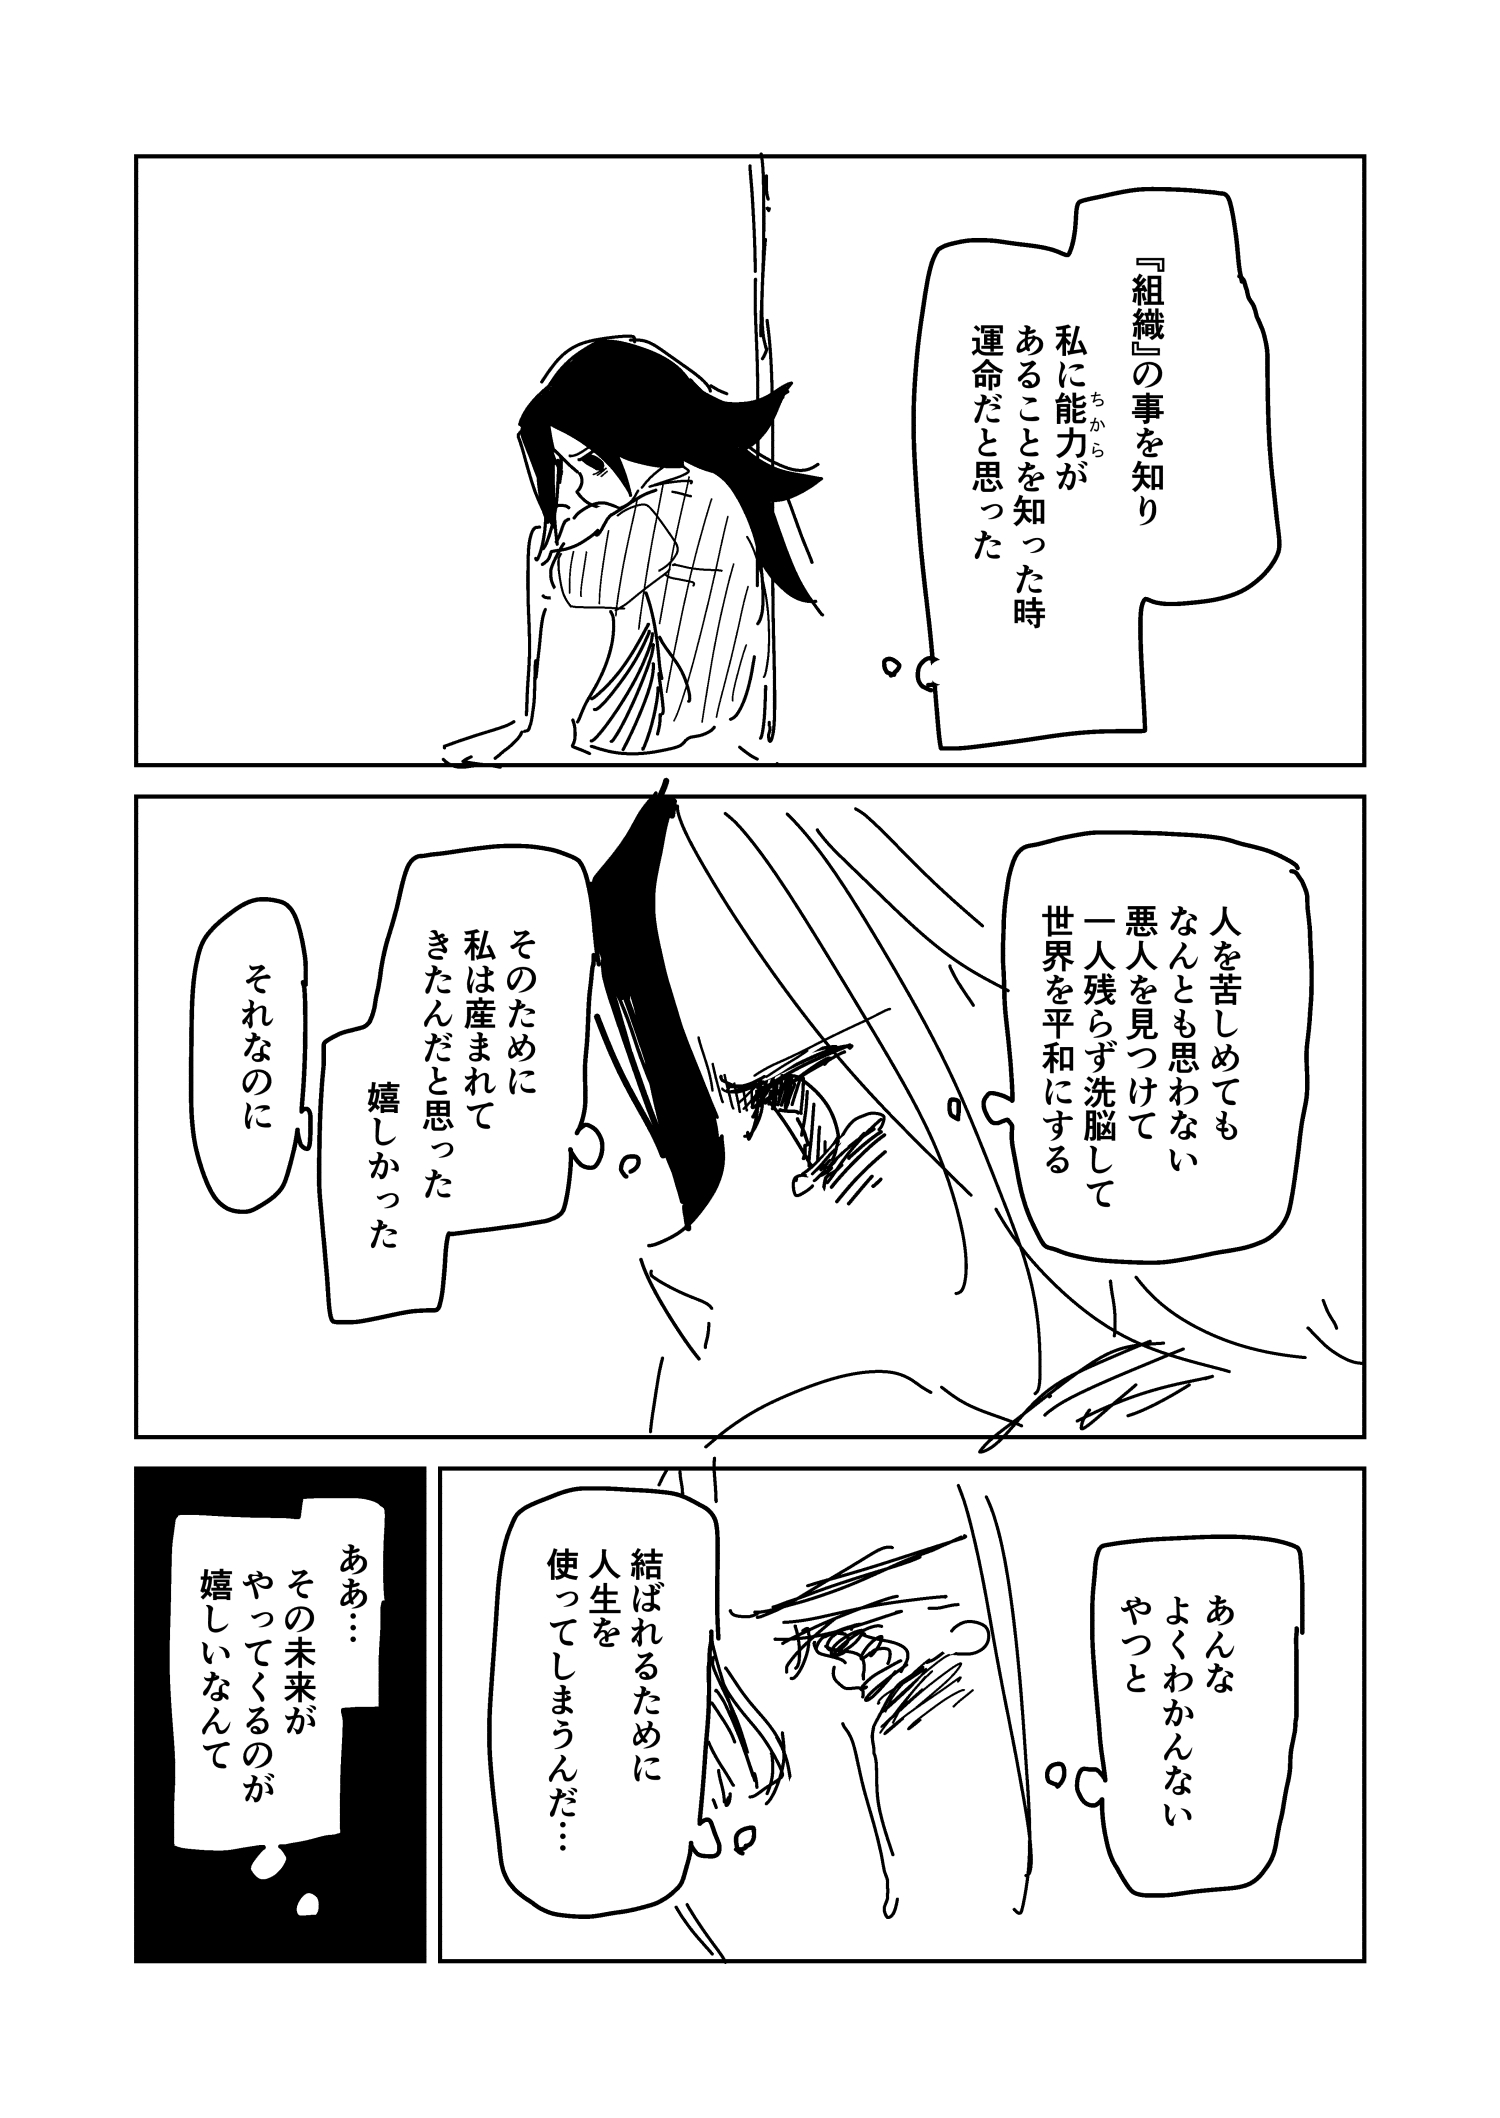 『組織』の事を知り
私に能力が
ちから
あることを知った時
運命だと思った
人を苦しめても
なんとも思わない
悪人を見つけて
一人残らず洗脳して
世界を平和にする
そのために
私は産まれて
きたんだと思った
嬉しかった
それなのに
あんな
よくわかんない
やつと
結ばれるために
人生を
使ってしまうんだ…
ああ…
その未来が
やってくるのが
嬉しいなんて